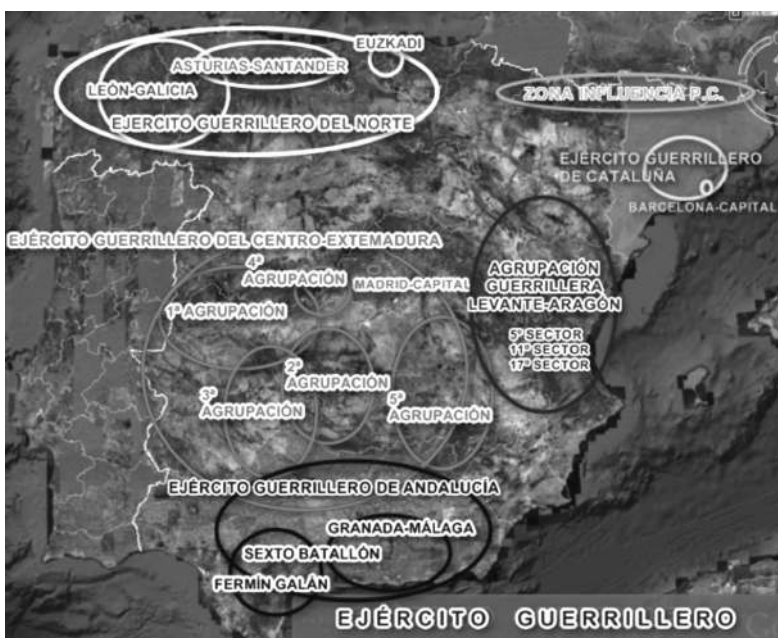 EUZKADI
ASTURIAS-SANTANDER
LEÓN-GALICIA
EJERCITO GUERRILLERO DEL NORTE
ZONA INFLUENCIA P.C.
EJÉRCITO GUERRILLERO
DE CATALUÑA
BARCELONA-CAPITAL
EJÉRCITO GUERRILLERO DEL CENTRO-EXTEMADURA
4ª
AGRUPACIÓN
MADRID-CAPITAL
1ª AGRUPACIÓN
AGRUPACIÓN
GUERRILLERA
LEVANTE-ARAGÓN
5º SECTOR
11º SECTOR
17º SECTOR
2ª
AGRUPACIÓN
3ª
AGRUPACIÓN
5ª
AGRUPACIÓN
EJÉRCITO GUERRILLERO DE ANDALUCÍA
GRANADA-MÁLAGA
SEXTO BATALLÓN
FERMÍN GALÁN
EJÉRCITO GUERRILLERO